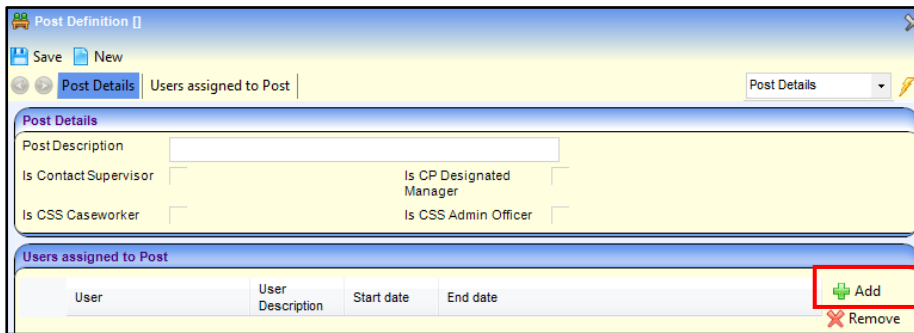 Post Definition []
Save New
Post Details Users assigned to Post Post Details
Post Details
Post Description
Is Contact Supervisor Is CP Designated
Manager
Is CSS Caseworker Is CSS Admin Officer
Users assigned to Post
User User Description Start date End date Add
Remove